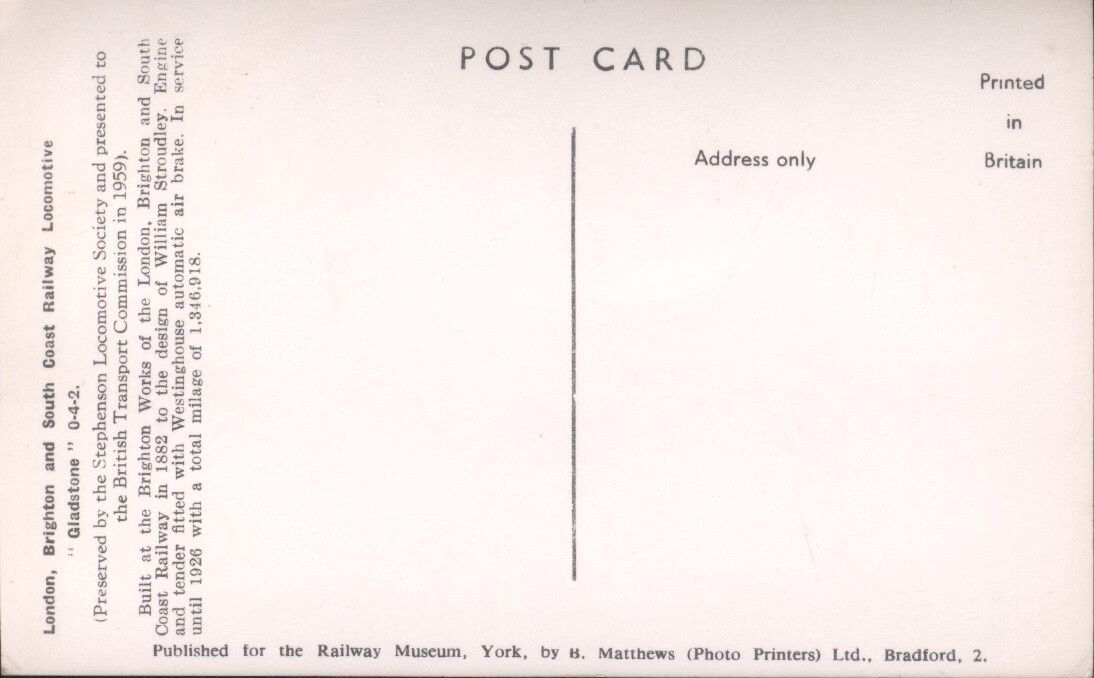 POST CARD
Printed
in
Britain
Address only
London, Brighton and South Coast Railway Locomotive
"Gladstone" 0-4-2.
(Preserved by the Stephenson Locomotive Society and presented to
the British Transport Commission in 1959).
Built at the Brighton Works of the London, Brighton and South
Coast Railway in 1882 to the design of William Stroudley. Engine
and tender fitted with Westinghouse automatic air brake. In service
until 1926 with a total milage of 1,346,918.
Published for the Railway Museum, York, by B. Matthews (Photo Printers) Ltd., Bradford, 2.